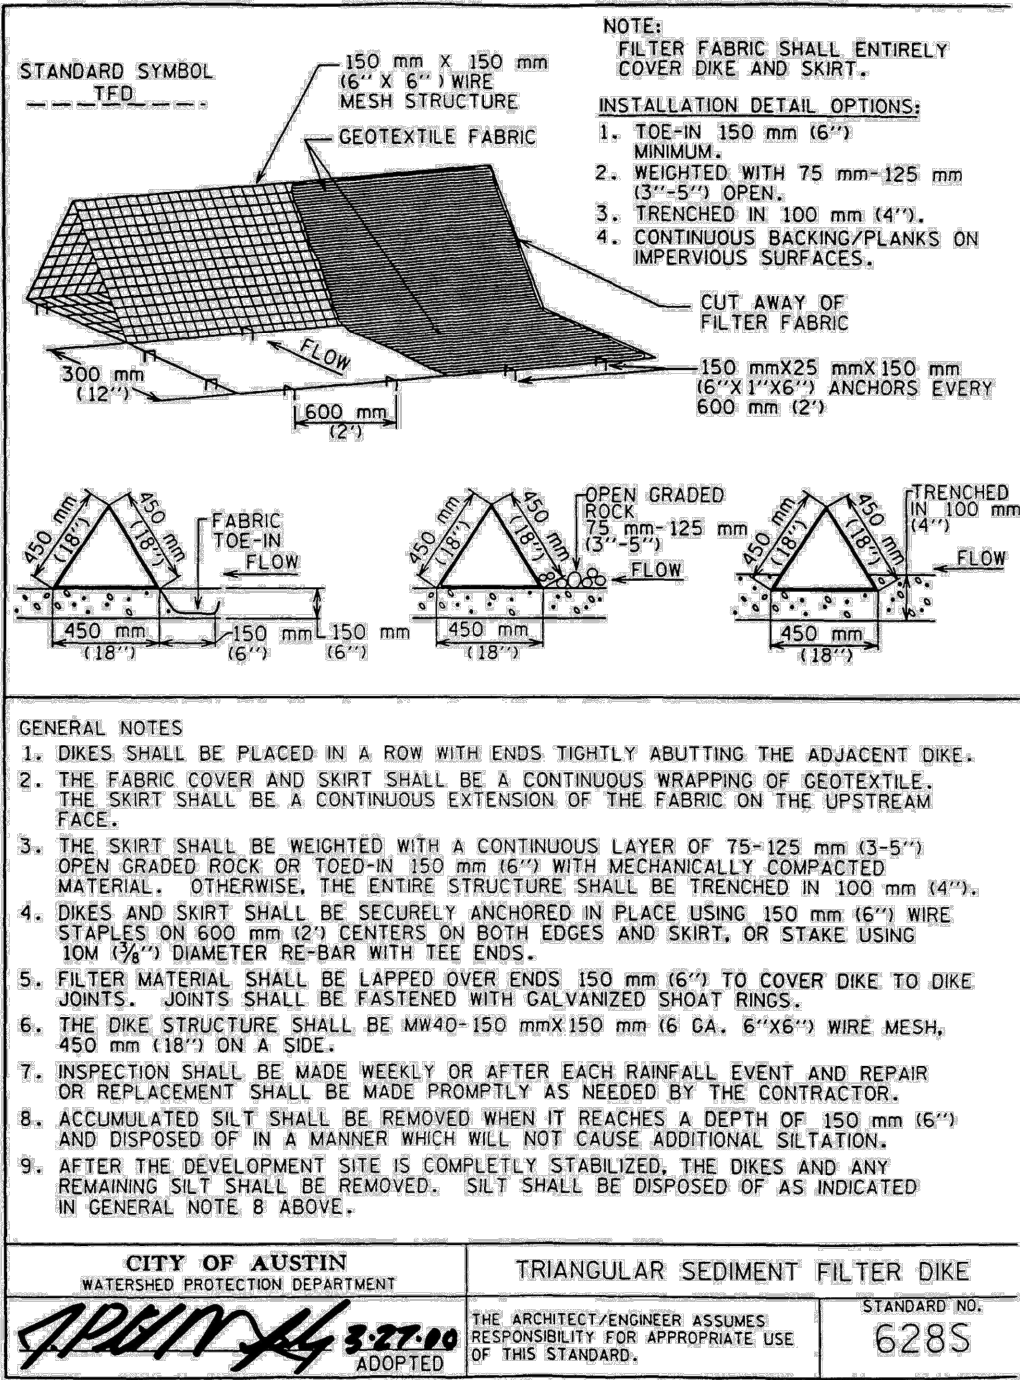 STANDARD SYMBOL
TFD
150 mm X 150 mm
(6'' X 6'') WIRE
MESH STRUCTURE
GEOTEXTILE FABRIC
NOTE:
FILTER FABRIC SHALL ENTIRELY
COVER DIKE AND SKIRT.
INSTALLATION DETAIL OPTIONS:
1. TOE-IN 150 mm (6'')
MINIMUM.
2. WEIGHTED WITH 75 mm-125 mm
(3''-5'') OPEN.
3. TRENCHED IN 100 mm (4'').
4. CONTINUOUS BACKING/PLANKS ON
IMPERVIOUS SURFACES.
CUT AWAY OF
FILTER FABRIC
FLOW
300 mm
(12'')
600 mm
(2')
150 mmX25 mmX150 mm
(6''X1''X6'') ANCHORS EVERY
600 mm (2')
450 mm
(18'')
450 mm
(18'')
FABRIC
TOE-IN
FLOW
450 mm
(18'')
150 mm
(6'')
150 mm
(6'')
450 mm
(18'')
450 mm
(18'')
OPEN GRADED
ROCK
75 mm-125 mm
(3''-5'')
FLOW
450 mm
(18'')
450 mm
(18'')
450 mm
(18'')
TRENCHED
IN 100 mm
(4'')
FLOW
450 mm
(18'')
GENERAL NOTES
1. DIKES SHALL BE PLACED IN A ROW WITH ENDS TIGHTLY ABUTTING THE ADJACENT DIKE.
2. THE FABRIC COVER AND SKIRT SHALL BE A CONTINUOUS WRAPPING OF GEOTEXTILE.
THE SKIRT SHALL BE A CONTINUOUS EXTENSION OF THE FABRIC ON THE UPSTREAM
FACE.
3. THE SKIRT SHALL BE WEIGHTED WITH A CONTINUOUS LAYER OF 75-125 mm (3-5'')
OPEN GRADED ROCK OR TOED-IN 150 mm (6'') WITH MECHANICALLY COMPACTED
MATERIAL. OTHERWISE, THE ENTIRE STRUCTURE SHALL BE TRENCHED IN 100 mm (4'').
4. DIKES AND SKIRT SHALL BE SECURELY ANCHORED IN PLACE USING 150 mm (6'') WIRE
STAPLES ON 600 mm (2') CENTERS ON BOTH EDGES AND SKIRT, OR STAKE USING
10M (3/8'') DIAMETER RE-BAR WITH TEE ENDS.
5. FILTER MATERIAL SHALL BE LAPPED OVER ENDS 150 mm (6'') TO COVER DIKE TO DIKE
JOINTS. JOINTS SHALL BE FASTENED WITH GALVANIZED SHOAT RINGS.
6. THE DIKE STRUCTURE SHALL BE MW40-150 mmX150 mm (6 GA. 6''X6'') WIRE MESH,
450 mm (18'') ON A SIDE.
7. INSPECTION SHALL BE MADE WEEKLY OR AFTER EACH RAINFALL EVENT AND REPAIR
OR REPLACEMENT SHALL BE MADE PROMPTLY AS NEEDED BY THE CONTRACTOR.
8. ACCUMULATED SILT SHALL BE REMOVED WHEN IT REACHES A DEPTH OF 150 mm (6'')
AND DISPOSED OF IN A MANNER WHICH WILL NOT CAUSE ADDITIONAL SILTATION.
9. AFTER THE DEVELOPMENT SITE IS COMPLETLY STABILIZED, THE DIKES AND ANY
REMAINING SILT SHALL BE REMOVED. SILT SHALL BE DISPOSED OF AS INDICATED
IN GENERAL NOTE 8 ABOVE.
CITY OF AUSTIN
WATERSHED PROTECTION DEPARTMENT
3-27-00
ADOPTED
TRIANGULAR SEDIMENT FILTER DIKE
THE ARCHITECT/ENGINEER ASSUMES
RESPONSIBILITY FOR APPROPRIATE USE
OF THIS STANDARD.
STANDARD NO.
628S